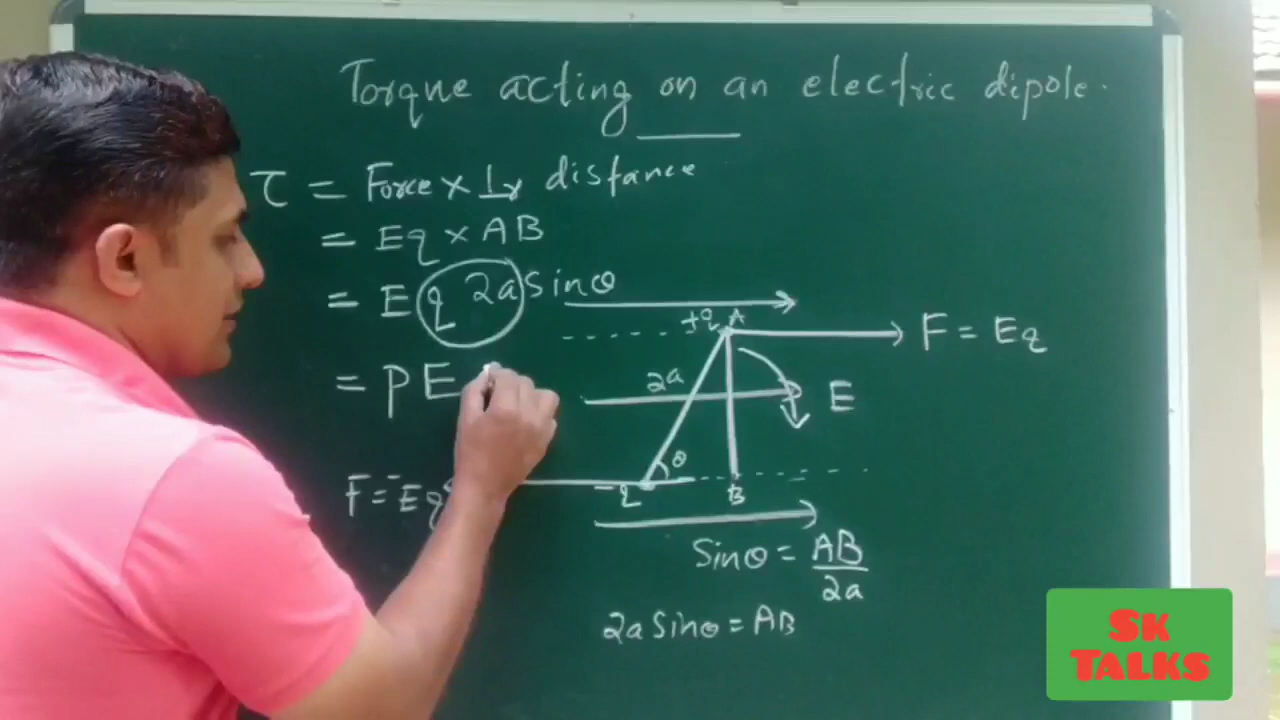 Torque acting on an electric dipole.
τ = Force × ⊥r distance
= Eq × AB
= E q 2a Sinθ
= P E
+q A
F = Eq
2a
E
θ
F = -Eq
-q
B
Sinθ = AB/2a
2a Sinθ = AB
Sk
TALKS